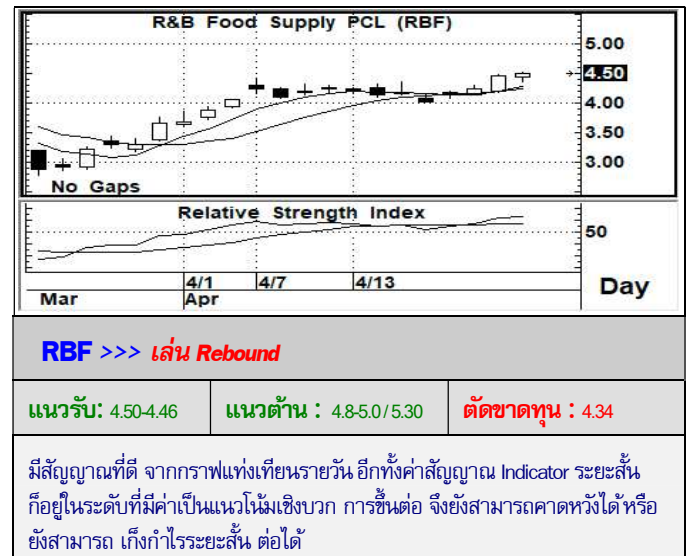 R&B Food Supply PCL (RBF)
5.00
4.50
4.00
3.50
3.00
No Gaps
Relative Strength Index
50
4/1 4/7 4/13
Mar Apr
Day
RBF >>> เล่น Rebound
แนวรับ: 4.50-4.46 แนวต้าน : 4.8-5.0/5.30 ตัดขาดทุน : 4.34
มีสัญญาณที่ดี จากกราฟแท่งเทียนรายวัน อีกทั้งค่าสัญญาณ Indicator ระยะสั้น
ก็อยู่ในระดับที่มีค่าเป็นแนวโน้มเชิงบวก การขึ้นต่อ จึงยังสามารถคาดหวังได้ หรือ
ยังสามารถ เก็งกำไรระยะสั้น ต่อได้